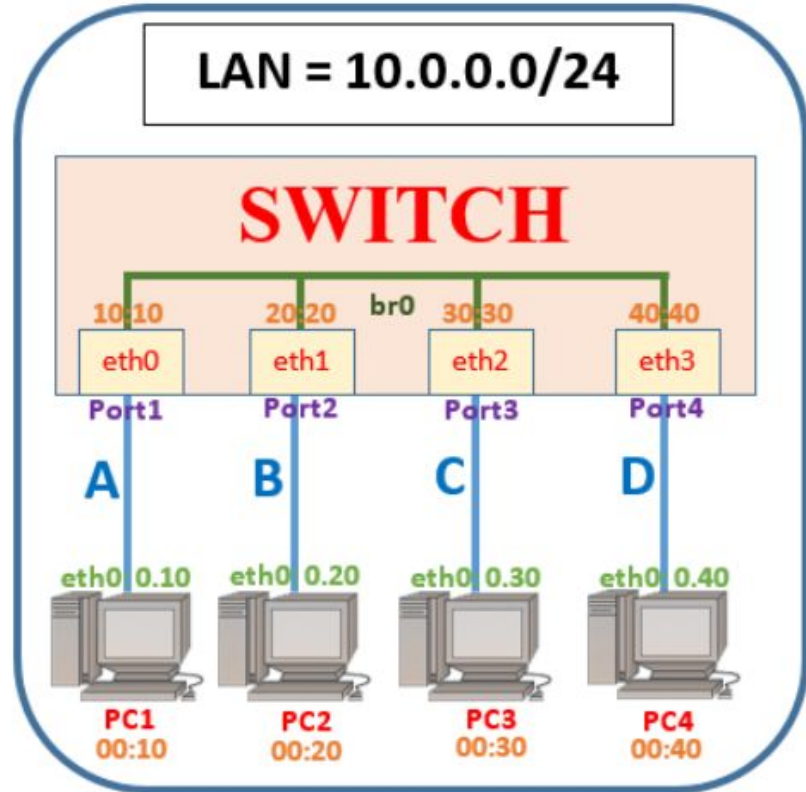 LAN = 10.0.0.0/24
SWITCH
br0
10:10 20:20 30:30 40:40
eth0 eth1 eth2 eth3
Port1 Port2 Port3 Port4
A B C D
eth0 0.10 eth0 0.20 eth0 0.30 eth0 0.40
PC1 PC2 PC3 PC4
00:10 00:20 00:30 00:40